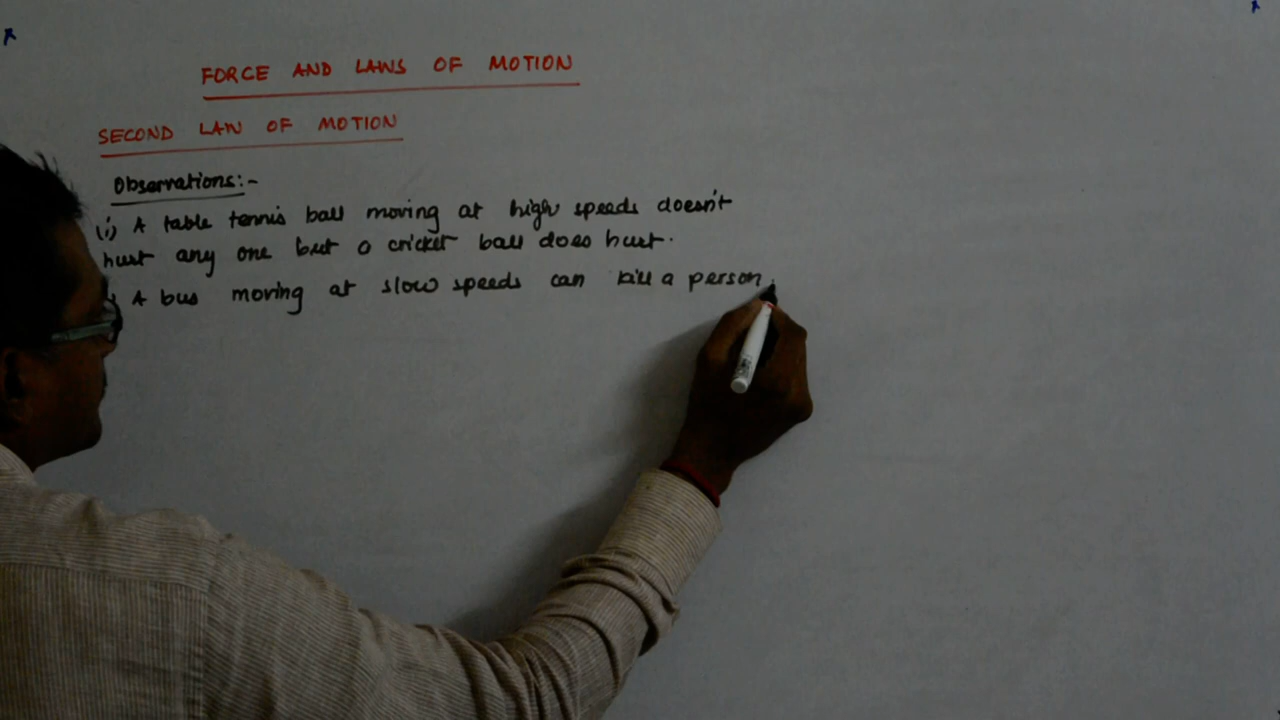 FORCE AND LAWS OF MOTION
SECOND LAW OF MOTION
Observations:-
(i) A table tennis ball moving at high speeds doesn't
hurt any one but a cricket ball does hurt.
A bus moving at slow speeds can kill a person.